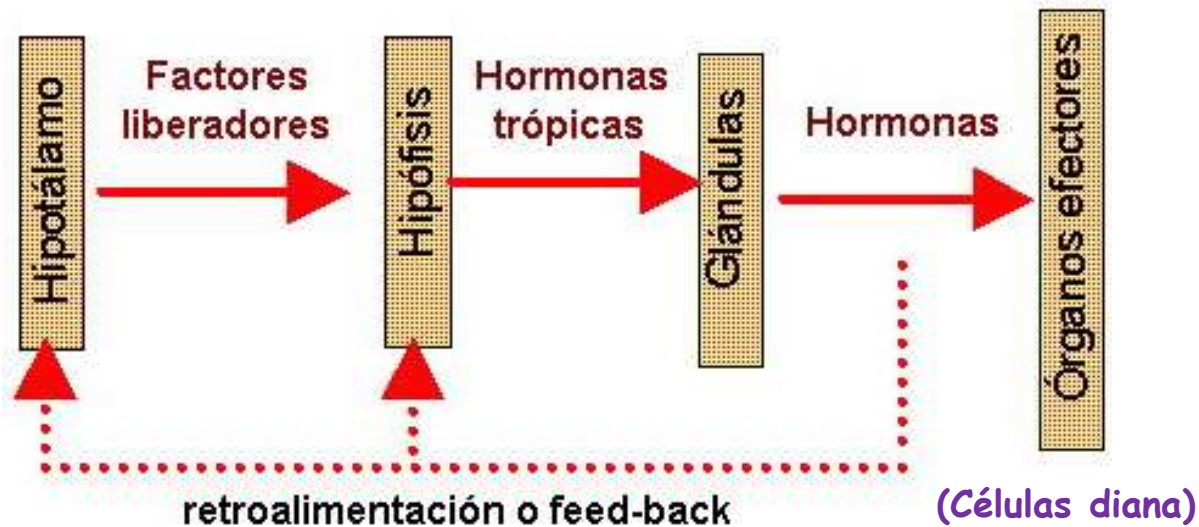 Hipotálamo
Factores
liberadores
Hipófisis
Hormonas
trópicas
Glándulas
Hormonas
Órganos efectores
retroalimentación o feed-back
(Células diana)